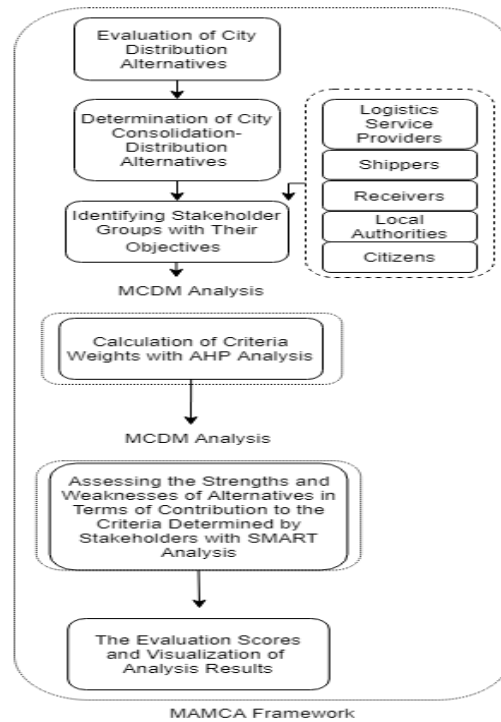 Evaluation of City
Distribution
Alternatives
Determination of City
Consolidation-
Distribution
Alternatives
Logistics
Service
Providers
Shippers
Receivers
Local
Authorities
Citizens
Identifying Stakeholder
Groups with Their
Objectives
MCDM Analysis
Calculation of Criteria
Weights with AHP Analysis
MCDM Analysis
Assessing the Strengths and
Weaknesses of Alternatives in
Terms of Contribution to the
Criteria Determined by
Stakeholders with SMART
Analysis
The Evaluation Scores
and Visualization of
Analysis Results
MAMCA Framework